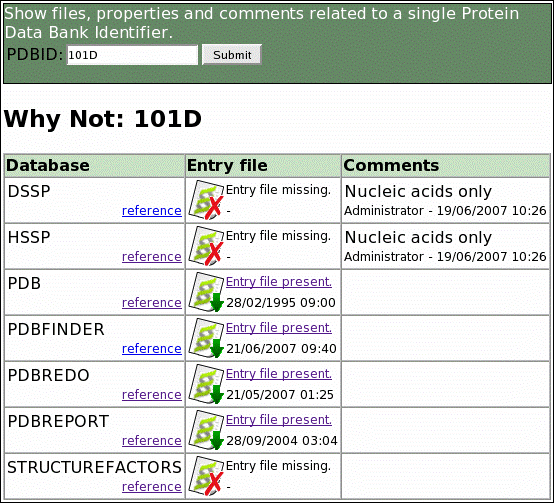 Show files, properties and comments related to a single Protein
Data Bank Identifier.
PDBID: 101D Submit
Why Not: 101D
Database Entry file Comments
DSSP Entry file missing. Nucleic acids only
reference - Administrator - 19/06/2007 10:26
HSSP Entry file missing. Nucleic acids only
reference - Administrator - 19/06/2007 10:26
PDB Entry file present.
reference 28/02/1995 09:00
PDBFINDER Entry file present.
reference 21/06/2007 09:40
PDBREDO Entry file present.
reference 21/05/2007 01:25
PDBREPORT Entry file present.
reference 28/09/2004 03:04
STRUCTUREFACTORS Entry file missing.
reference -